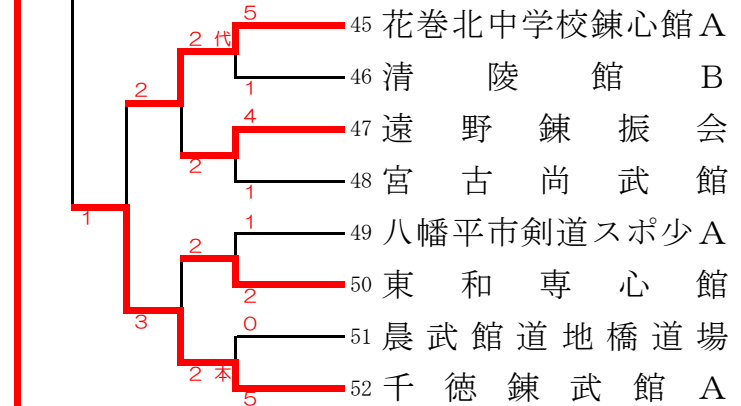 5
2 代
45 花巻北中学校錬心館A
1
46 清陵館B
2
4
47 遠野錬振会
2
1
48 宮古尚武館
1
1
49 八幡平市剣道スポ少A
2
2
50 東和専心館
3
0
51 晨武館道地橋道場
2 本
5
52 千徳錬武館A